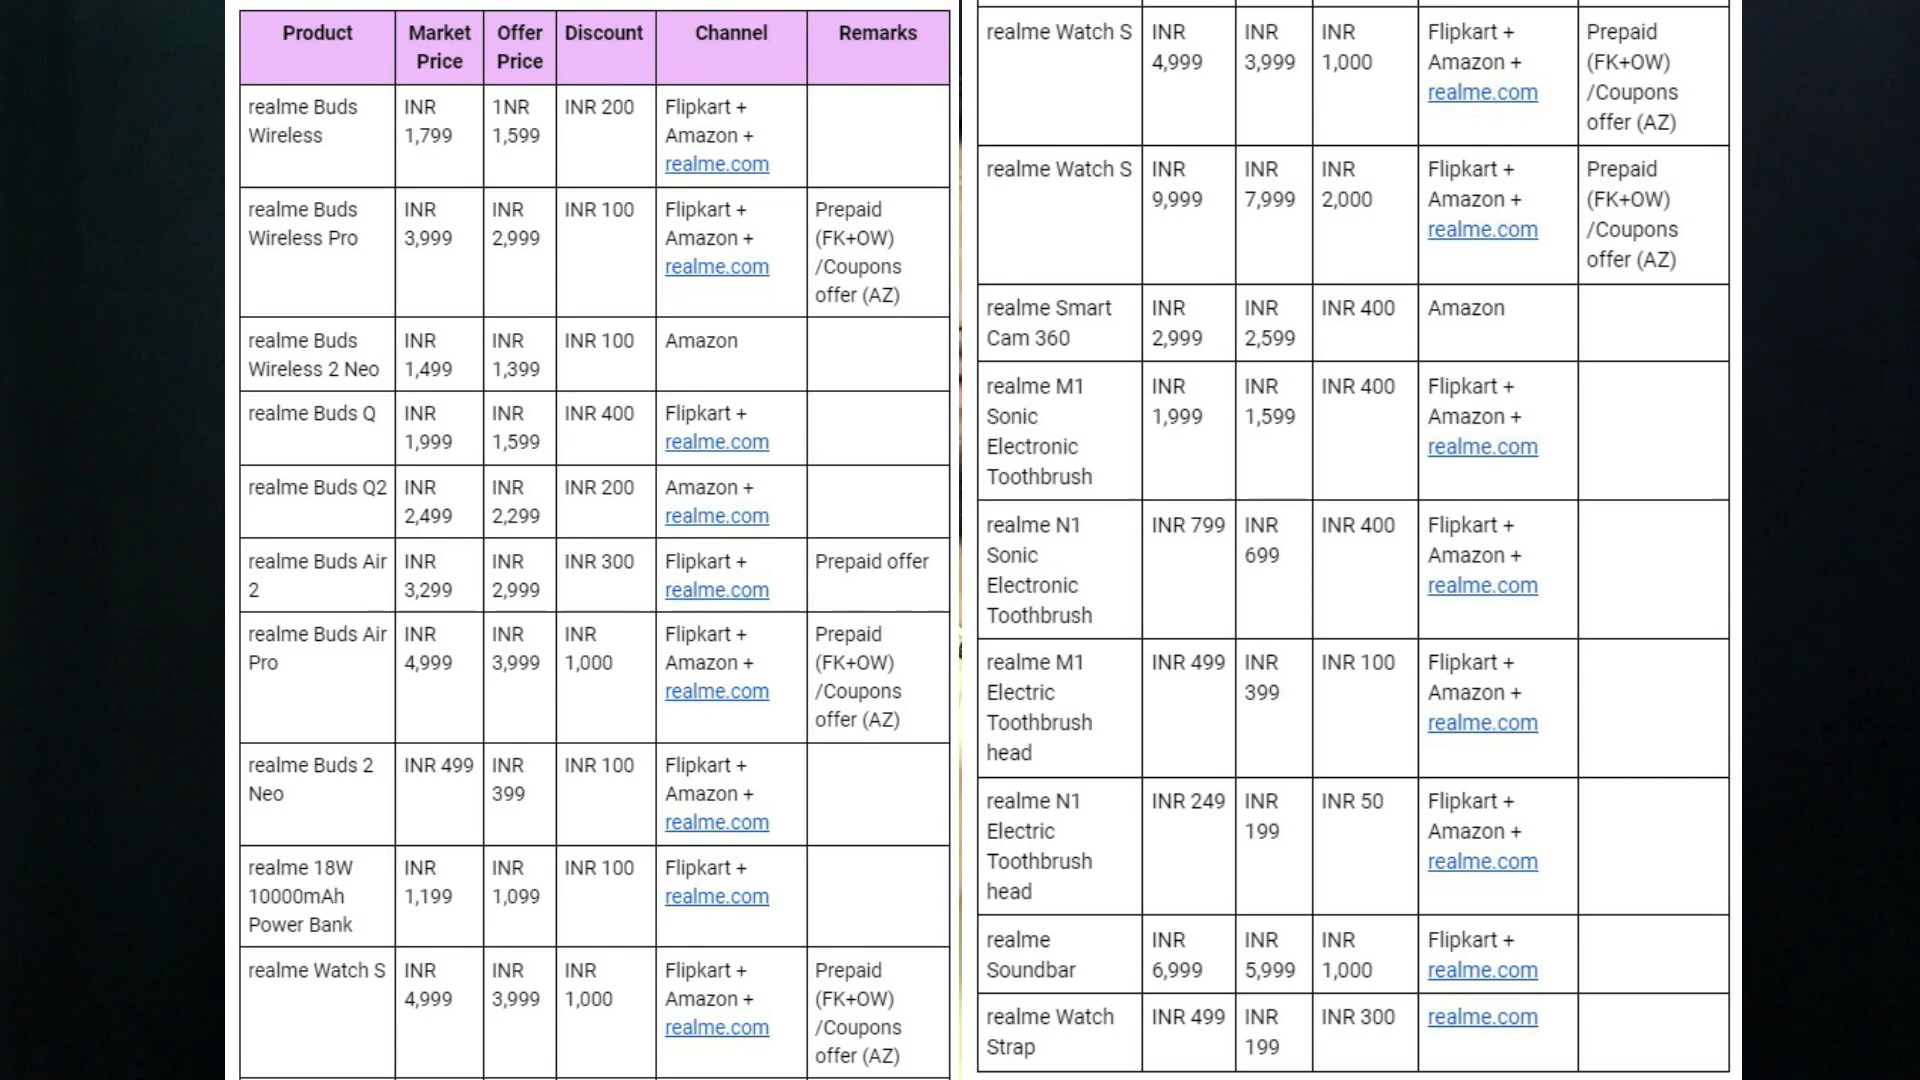 Product Market Price Offer Price Discount Channel Remarks
realme Buds Wireless INR 1,799 1NR 1,599 INR 200 Flipkart + Amazon + realme.com
realme Buds Wireless Pro INR 3,999 INR 2,999 INR 100 Flipkart + Amazon + realme.com Prepaid (FK+OW) /Coupons offer (AZ)
realme Buds Wireless 2 Neo INR 1,499 INR 1,399 INR 100 Amazon
realme Buds Q INR 1,999 INR 1,599 INR 400 Flipkart + realme.com
realme Buds Q2 INR 2,499 INR 2,299 INR 200 Amazon + realme.com
realme Buds Air 2 INR 3,299 INR 2,999 INR 300 Flipkart + realme.com Prepaid offer
realme Buds Air Pro INR 4,999 INR 3,999 INR 1,000 Flipkart + Amazon + realme.com Prepaid (FK+OW) /Coupons offer (AZ)
realme Buds 2 Neo INR 499 INR 399 INR 100 Flipkart + Amazon + realme.com
realme 18W 10000mAh Power Bank INR 1,199 INR 1,099 INR 100 Flipkart + realme.com
realme Watch S INR 4,999 INR 3,999 INR 1,000 Flipkart + Amazon + realme.com Prepaid (FK+OW) /Coupons offer (AZ)
realme Watch S INR 4,999 INR 3,999 INR 1,000 Flipkart + Amazon + realme.com Prepaid (FK+OW) /Coupons offer (AZ)
realme Watch S INR 9,999 INR 7,999 INR 2,000 Flipkart + Amazon + realme.com Prepaid (FK+OW) /Coupons offer (AZ)
realme Smart Cam 360 INR 2,999 INR 2,599 INR 400 Amazon
realme M1 Sonic Electronic Toothbrush INR 1,999 INR 1,599 INR 400 Flipkart + Amazon + realme.com
realme N1 Sonic Electronic Toothbrush INR 799 INR 699 INR 400 Flipkart + Amazon + realme.com
realme M1 Electric Toothbrush head INR 499 INR 399 INR 100 Flipkart + Amazon + realme.com
realme N1 Electric Toothbrush head INR 249 INR 199 INR 50 Flipkart + Amazon + realme.com
realme Soundbar INR 6,999 INR 5,999 INR 1,000 Flipkart + realme.com
realme Watch Strap INR 499 INR 199 INR 300 realme.com